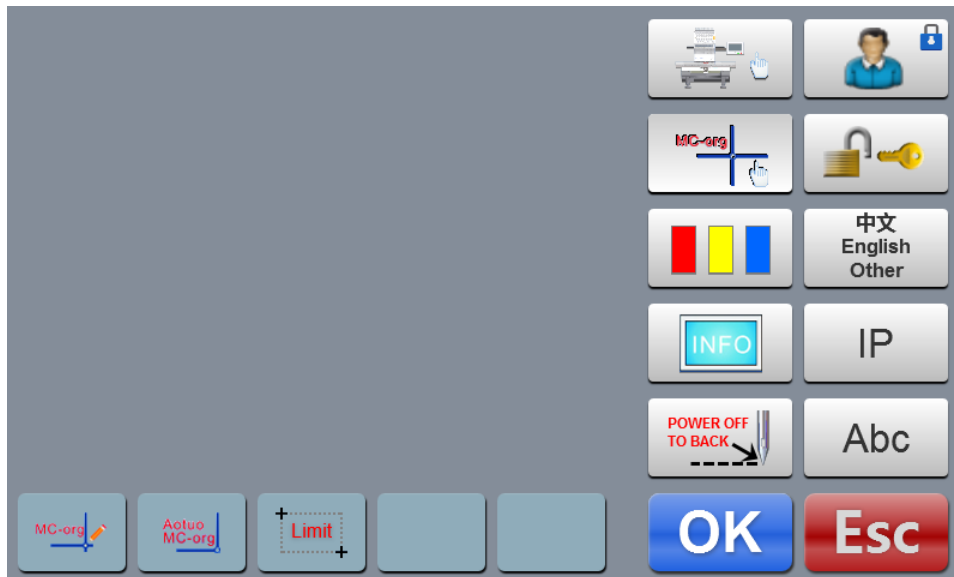 MC-org
中文
English
Other
INFO
IP
POWER OFF
TO BACK
Abc
MC-org
Aotuo
MC-org
Limit
OK
Esc